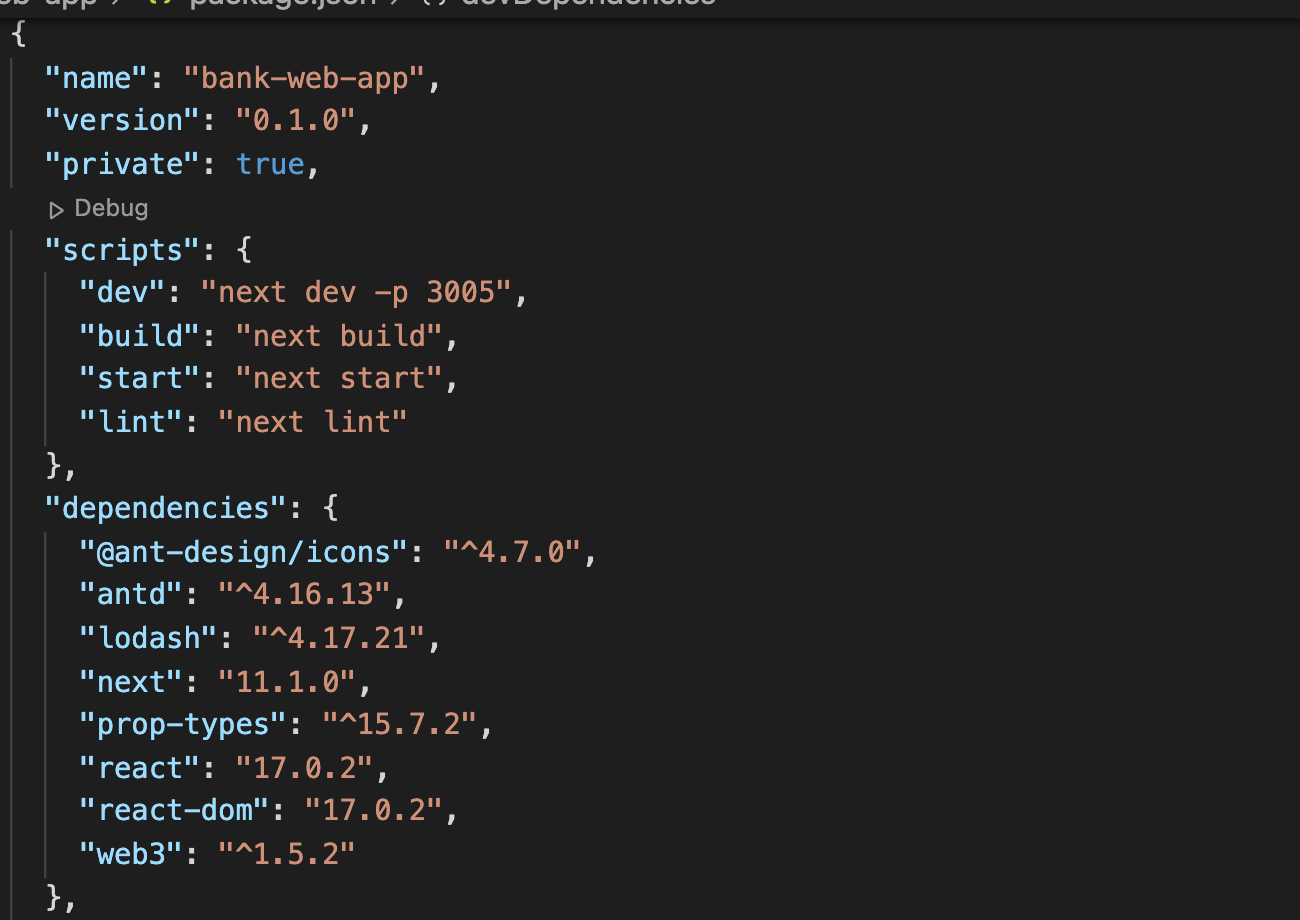 eb-app > {} package.json > {} devDependencies
{
"name": "bank-web-app",
"version": "0.1.0",
"private": true,
Debug
"scripts": {
"dev": "next dev -p 3005",
"build": "next build",
"start": "next start",
"lint": "next lint"
},
"dependencies": {
"@ant-design/icons": "^4.7.0",
"antd": "^4.16.13",
"lodash": "^4.17.21",
"next": "11.1.0",
"prop-types": "^15.7.2",
"react": "17.0.2",
"react-dom": "17.0.2",
"web3": "^1.5.2"
},